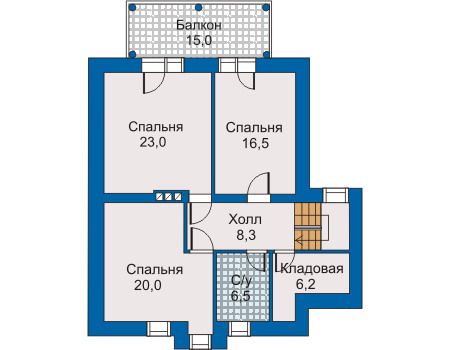 Балкон
15,0
Спальня
23,0
Спальня
16,5
Холл
8,3
Спальня
20,0
С/у
6,5
Кладовая
6,2